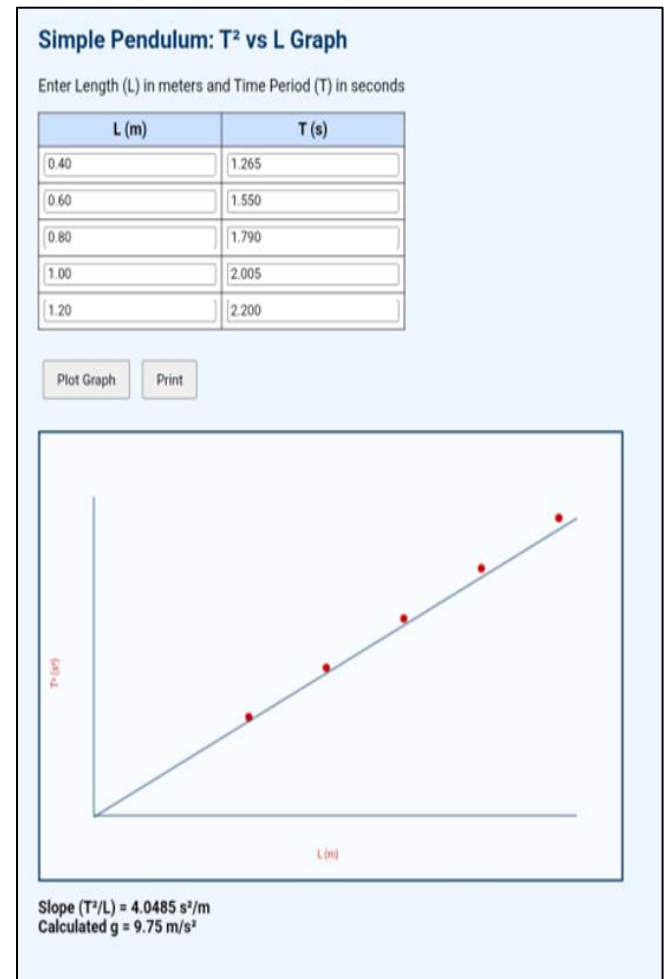 Simple Pendulum: T² vs L Graph
Enter Length (L) in meters and Time Period (T) in seconds
L (m) T (s)
0.40 1.265
0.60 1.550
0.80 1.790
1.00 2.005
1.20 2.200
Plot Graph Print
T² (s²)
L (m)
Slope (T²/L) = 4.0485 s²/m
Calculated g = 9.75 m/s²